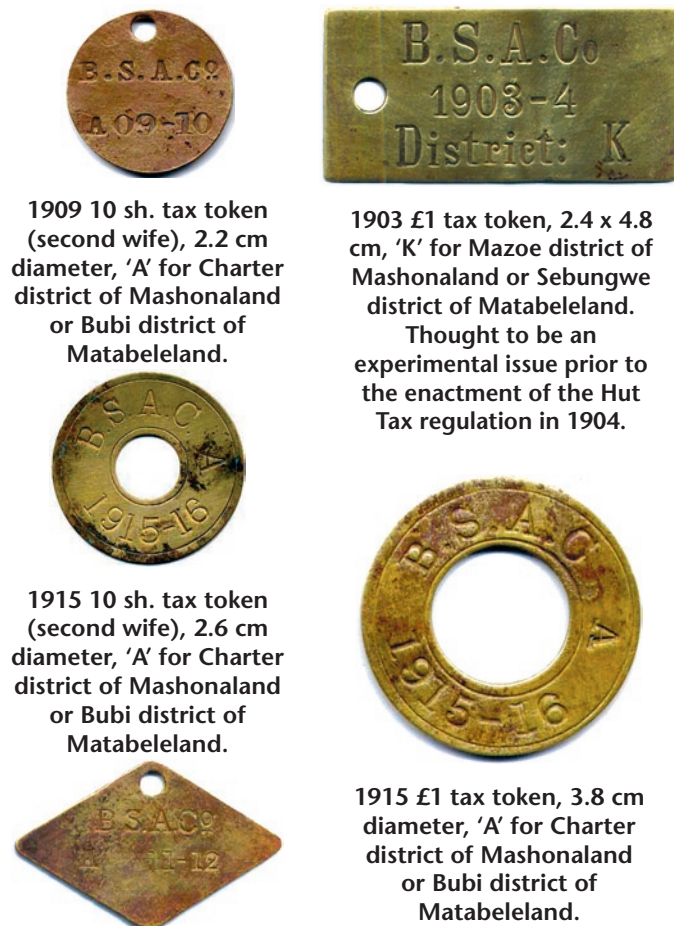 B.S.A.Cº
A 09-10
1909 10 sh. tax token
(second wife), 2.2 cm
diameter, ‘A’ for Charter
district of Mashonaland
or Bubi district of
Matabeleland.
B.S.A.C. A
1915-16
1915 10 sh. tax token
(second wife), 2.6 cm
diameter, ‘A’ for Charter
district of Mashonaland
or Bubi district of
Matabeleland.
B.S.A.Cº
A 11-12
B.S.A.Co
1903-4
District: K
1903 £1 tax token, 2.4 x 4.8
cm, ‘K’ for Mazoe district of
Mashonaland or Sebungwe
district of Matabeleland.
Thought to be an
experimental issue prior to
the enactment of the Hut
Tax regulation in 1904.
B.S.A.C. A
1915-16
1915 £1 tax token, 3.8 cm
diameter, ‘A’ for Charter
district of Mashonaland
or Bubi district of
Matabeleland.